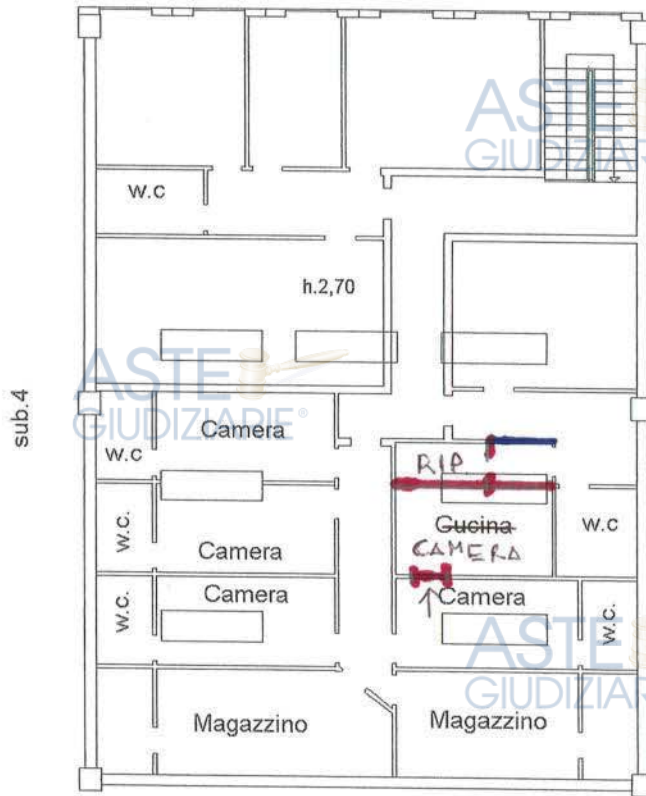 ASTE
GIUDIZIARIE
w.c
h.2,70
ASTE
GIUDIZIARIE®
sub.4
Camera
w.c
RIP.
w.c.
Cucina
w.c
Camera
CAMERA
Camera
Camera
w.c.
w.c.
ASTE
GIUDIZIARIE
Magazzino
Magazzino